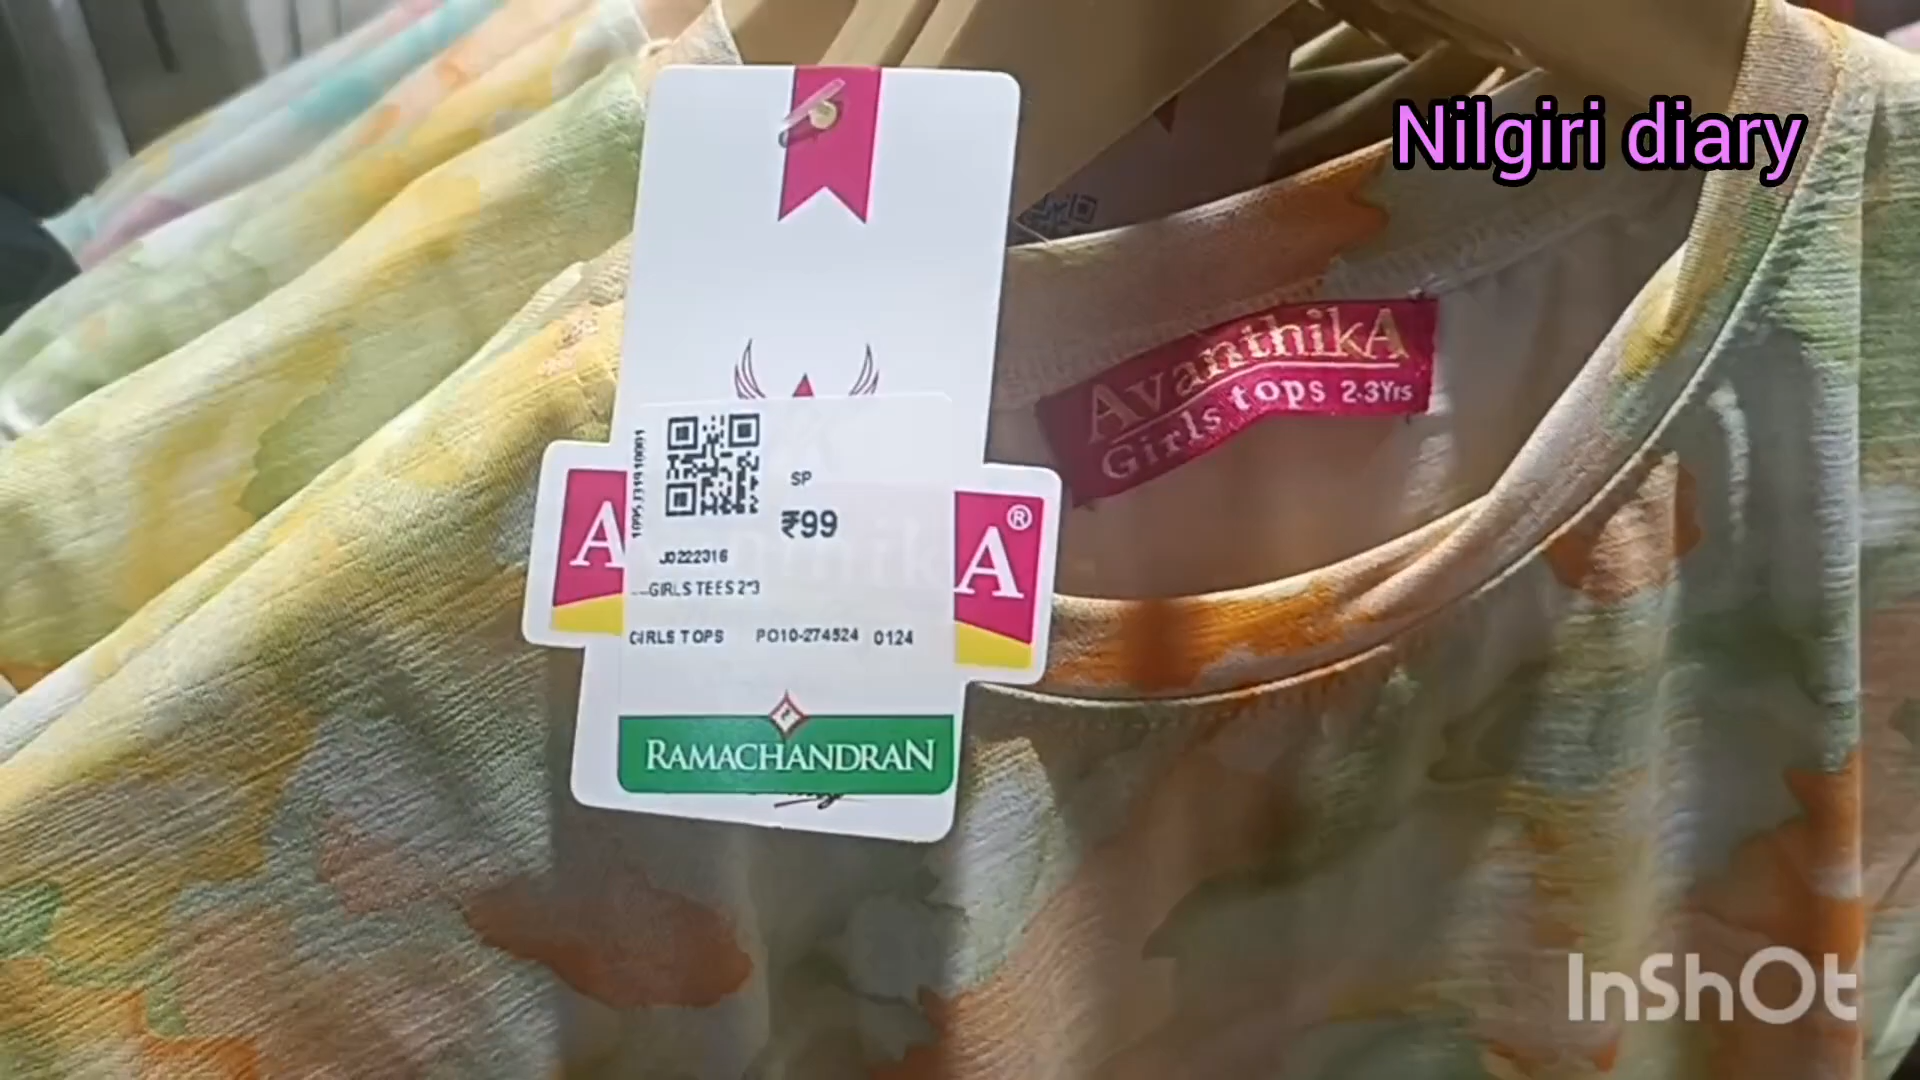 Nilgiri diary
AvanthikA
Girls tops 2-3Yrs
SP
₹99
A
A®
J0222316
GIRLS TEES 2*3
GIRLS TOPS PO10-274524 0124
RAMACHANDRAN
InShOt